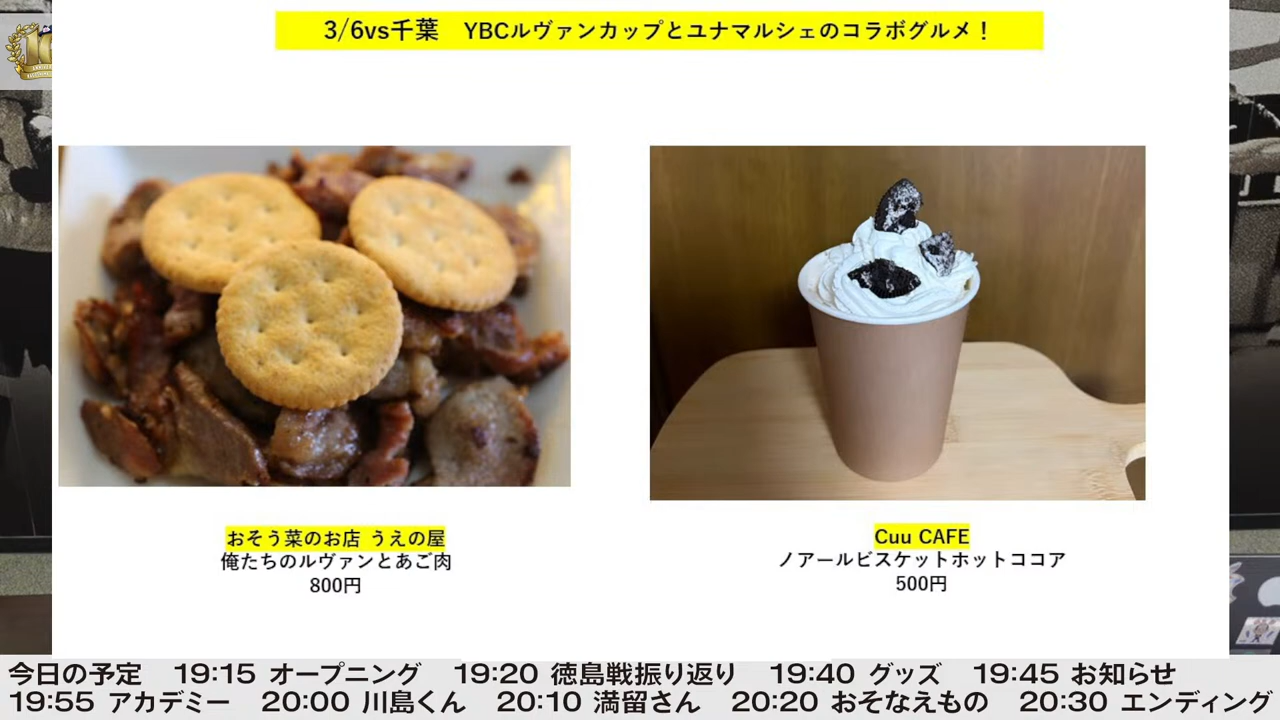 3/6vs千葉　YBCルヴァンカップとユナマルシェのコラボグルメ！
おそう菜のお店 うえの屋
俺たちのルヴァンとあご肉
800円
Cuu CAFE
ノアールビスケットホットココア
500円
今日の予定　19:15 オープニング　19:20 徳島戦振り返り　19:40 グッズ　19:45 お知らせ
19:55 アカデミー　20:00 川島くん　20:10 満留さん　20:20 おそなえもの　20:30 エンディング